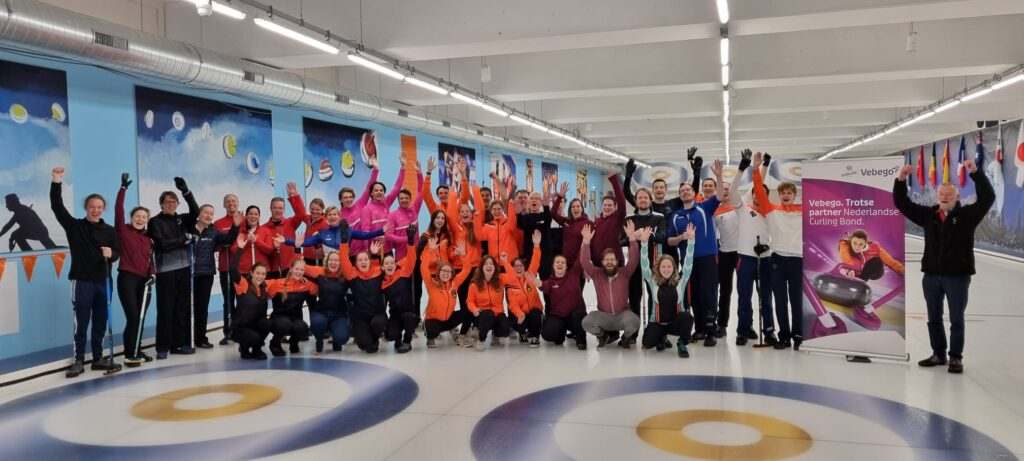 Vebego
Vebego. Trotse
partner Nederlandse
Curling Bond.